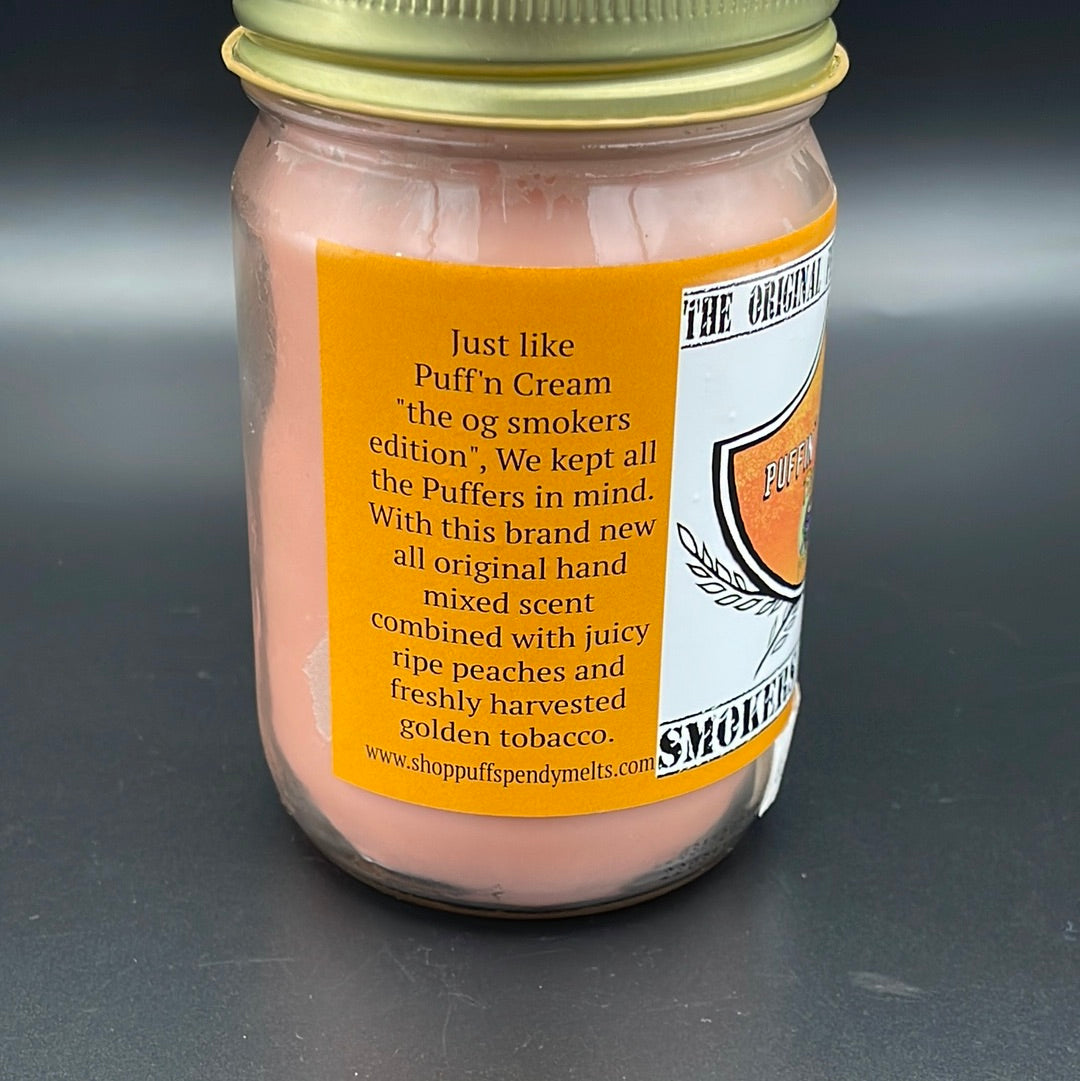 Just like
Puff'n Cream
"the og smokers
edition", We kept all
the Puffers in mind.
With this brand new
all original hand
mixed scent
combined with juicy
ripe peaches and
freshly harvested
golden tobacco.
www.shoppuffspendymelts.com
THE ORIGINAL
PUFFIN
SMOKERS